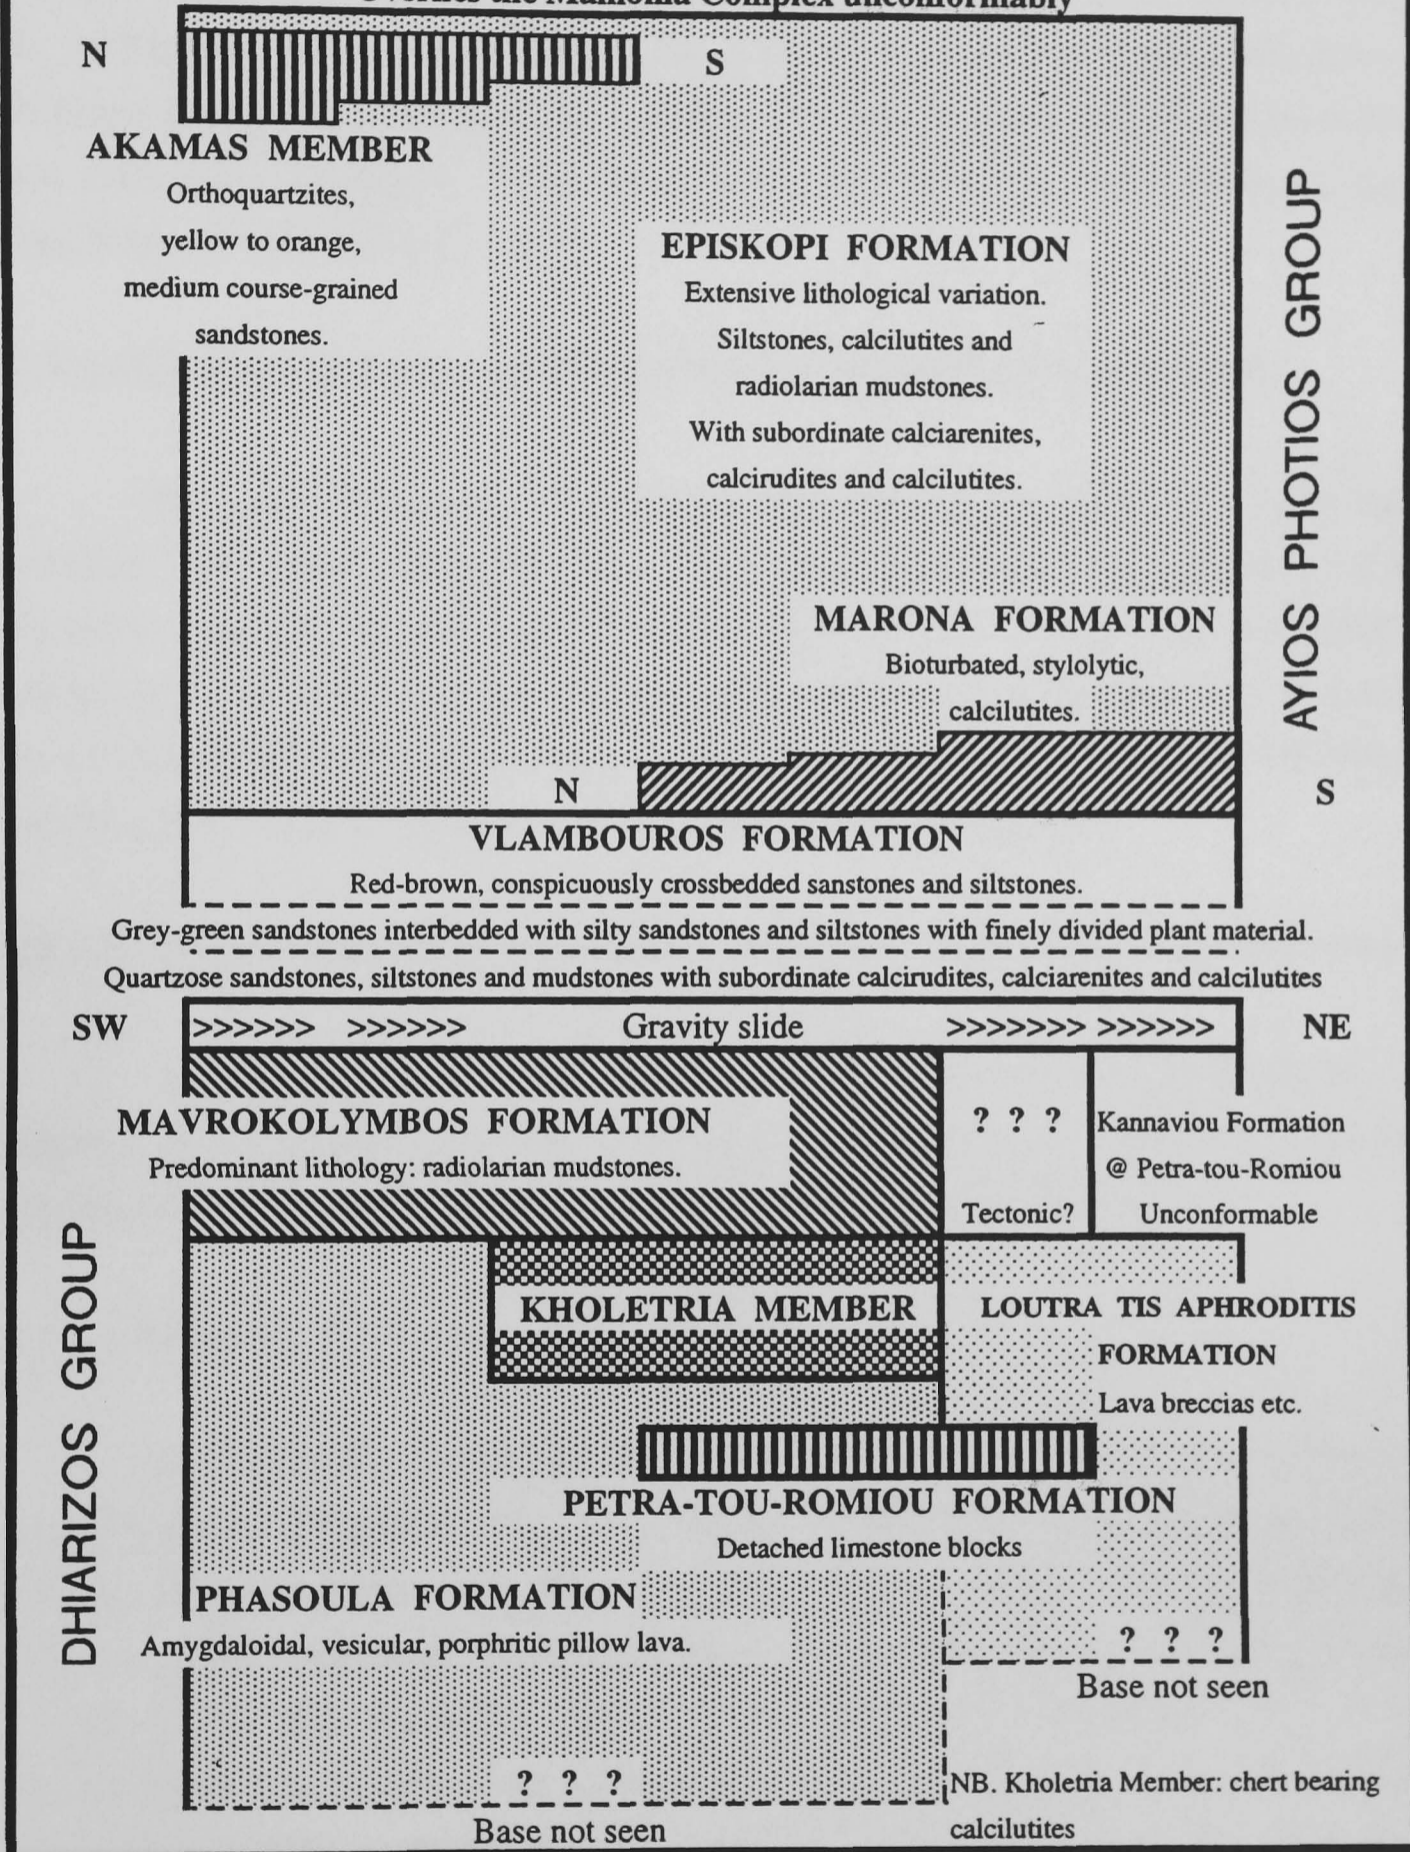 Overlies the Mamonia Complex unconformably
N
S
AKAMAS MEMBER
Orthoquartzites,
yellow to orange,
medium course-grained
sandstones.
EPISKOPI FORMATION
Extensive lithological variation.
Siltstones, calcilutites and
radiolarian mudstones.
With subordinate calciarenites,
calcirudites and calcilutites.
AYIOS PHOTIOS GROUP
MARONA FORMATION
Bioturbated, stylolytic,
calcilutites.
N
S
VLAMBOUROS FORMATION
Red-brown, conspicuously crossbedded sanstones and siltstones.
Grey-green sandstones interbedded with silty sandstones and siltstones with finely divided plant material.
Quartzose sandstones, siltstones and mudstones with subordinate calcirudites, calciarenites and calcilutites
SW >>>>>> >>>>>> Gravity slide >>>>>>> >>>>>> NE
MAVROKOLYMBOS FORMATION
Predominant lithology: radiolarian mudstones.
? ? ?
Tectonic?
Kannaviou Formation
@ Petra-tou-Romiou
Unconformable
DHIARIZOS GROUP
KHOLETRIA MEMBER
LOUTRA TIS APHRODITIS
FORMATION
Lava breccias etc.
PETRA-TOU-ROMIOU FORMATION
Detached limestone blocks
PHASOULA FORMATION
Amygdaloidal, vesicular, porphritic pillow lava.
? ? ?
Base not seen
? ? ?
Base not seen
NB. Kholetria Member: chert bearing
calcilutites